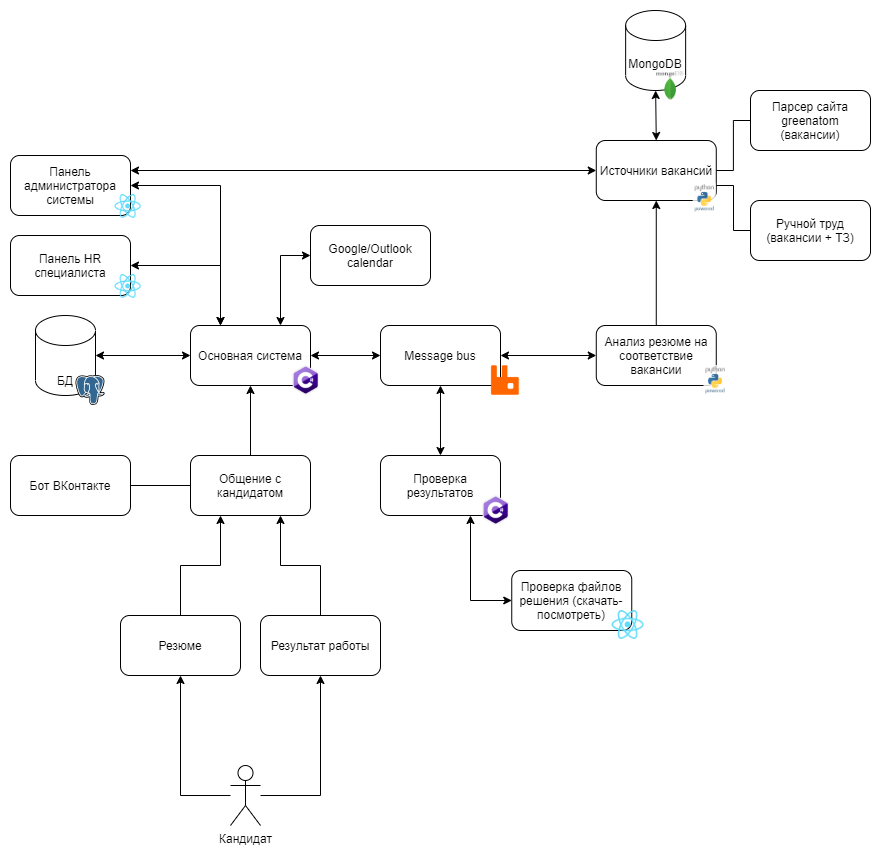 MongoDB
mongoDB
Парсер сайта
greenatom
(вакансии)
Панель
администратора
системы
Источники вакансий
python
powered
Ручной труд
(вакансии + ТЗ)
Панель HR
специалиста
Google/Outlook
calendar
БД
Основная система
Message bus
Анализ резюме на
соответствие
вакансии
python
powered
Бот ВКонтакте
Общение с
кандидатом
Проверка
результатов
Проверка файлов
решения (скачать-
посмотреть)
Резюме
Результат работы
Кандидат